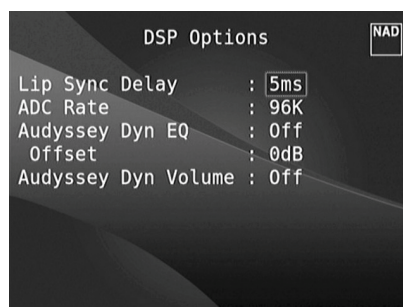 DSP Options
NAD
Lip Sync Delay : 5ms
ADC Rate : 96K
Audyssey Dyn EQ : Off
Offset : 0dB
Audyssey Dyn Volume : Off